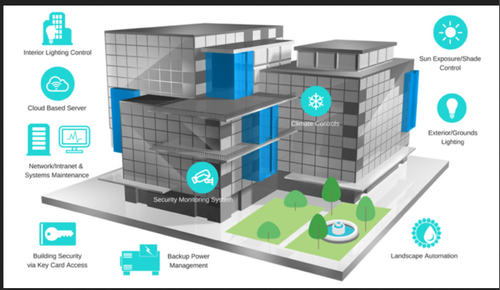 Interior Lighting Control
Cloud Based Server
Network/Intranet &
Systems Maintenance
Building Security
via Key Card Access
Backup Power
Management
Security Monitoring System
Climate Controls
Sun Exposure/Shade
Control
Exterior/Grounds
Lighting
Landscape Automation